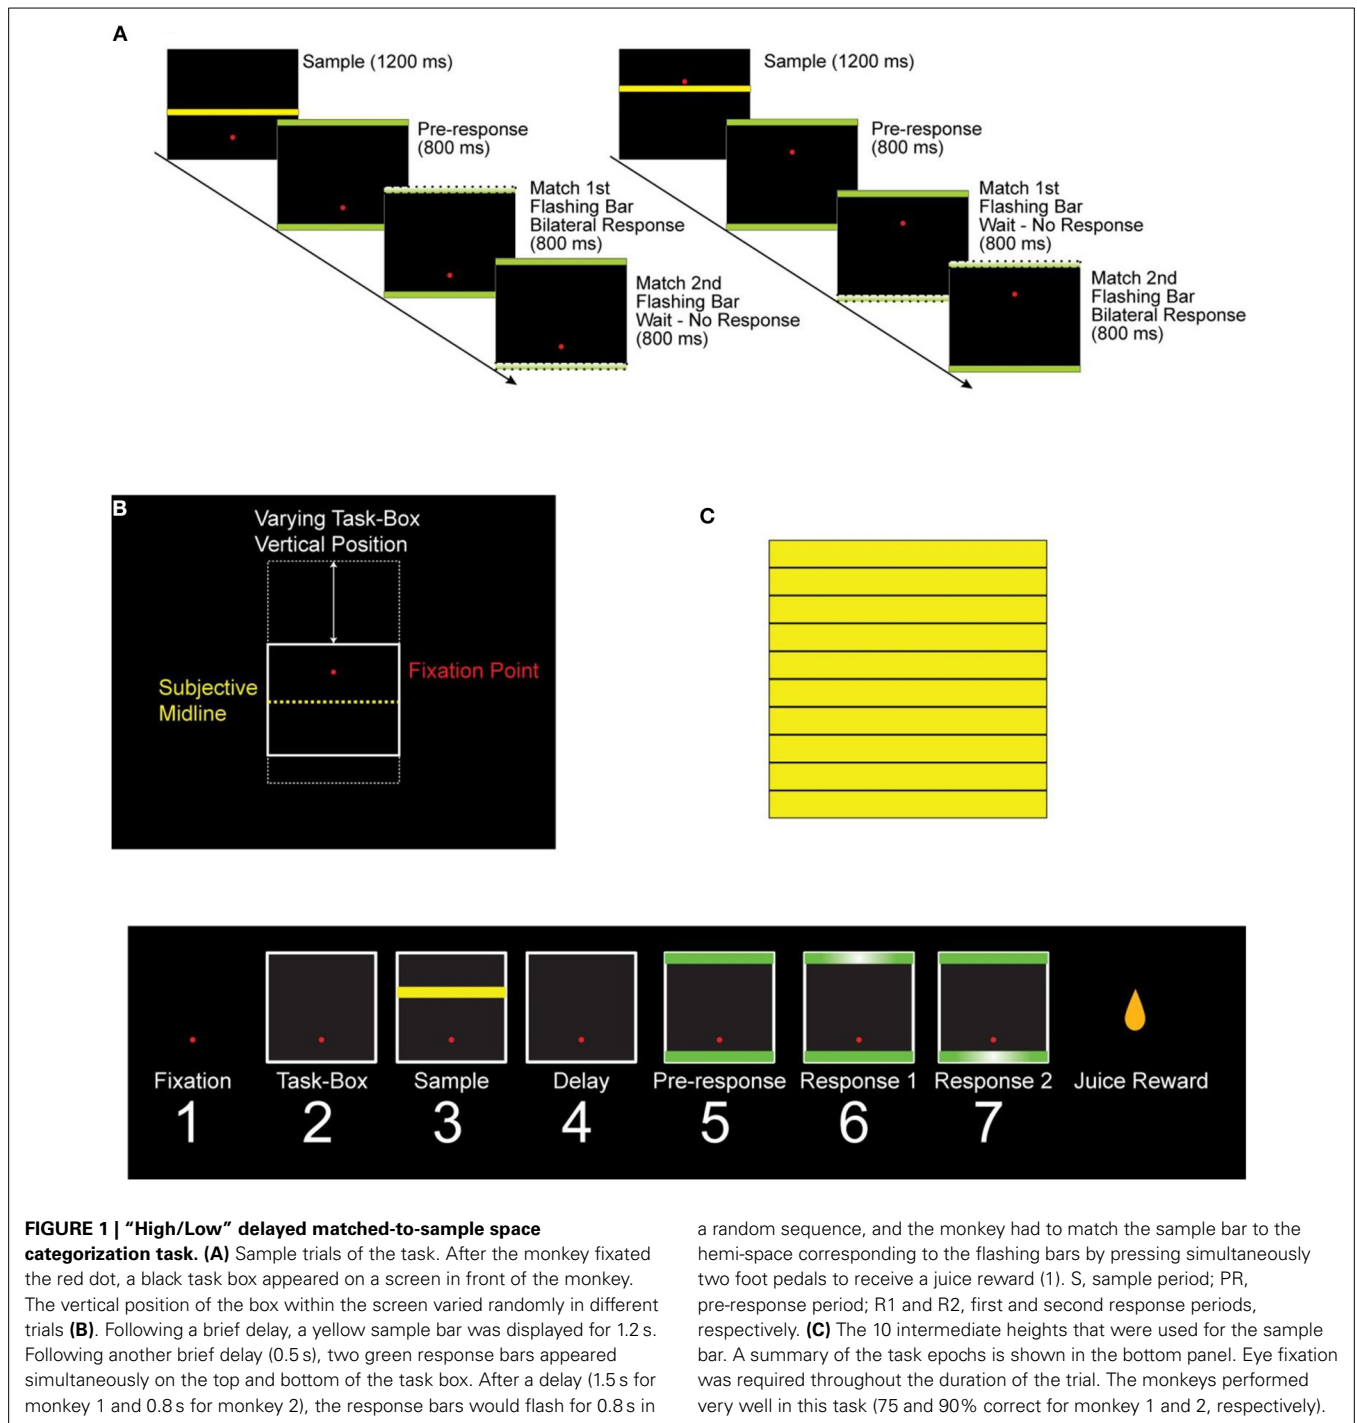 A
Sample (1200 ms)
Pre-response
(800 ms)
Match 1st
Flashing Bar
Bilateral Response
(800 ms)
Match 2nd
Flashing Bar
Wait - No Response
(800 ms)
Sample (1200 ms)
Pre-response
(800 ms)
Match 1st
Flashing Bar
Wait - No Response
(800 ms)
Match 2nd
Flashing Bar
Bilateral Response
(800 ms)
B
Varying Task-Box
Vertical Position
Fixation Point
Subjective
Midline
C
Fixation Task-Box Sample Delay Pre-response Response 1 Response 2 Juice Reward
1 2 3 4 5 6 7
FIGURE 1 | “High/Low” delayed matched-to-sample space
categorization task. (A) Sample trials of the task. After the monkey fixated
the red dot, a black task box appeared on a screen in front of the monkey.
The vertical position of the box within the screen varied randomly in different
trials (B). Following a brief delay, a yellow sample bar was displayed for 1.2 s.
Following another brief delay (0.5 s), two green response bars appeared
simultaneously on the top and bottom of the task box. After a delay (1.5 s for
monkey 1 and 0.8 s for monkey 2), the response bars would flash for 0.8 s in
a random sequence, and the monkey had to match the sample bar to the
hemi-space corresponding to the flashing bars by pressing simultaneously
two foot pedals to receive a juice reward (1). S, sample period; PR,
pre-response period; R1 and R2, first and second response periods,
respectively. (C) The 10 intermediate heights that were used for the sample
bar. A summary of the task epochs is shown in the bottom panel. Eye fixation
was required throughout the duration of the trial. The monkeys performed
very well in this task (75 and 90% correct for monkey 1 and 2, respectively).